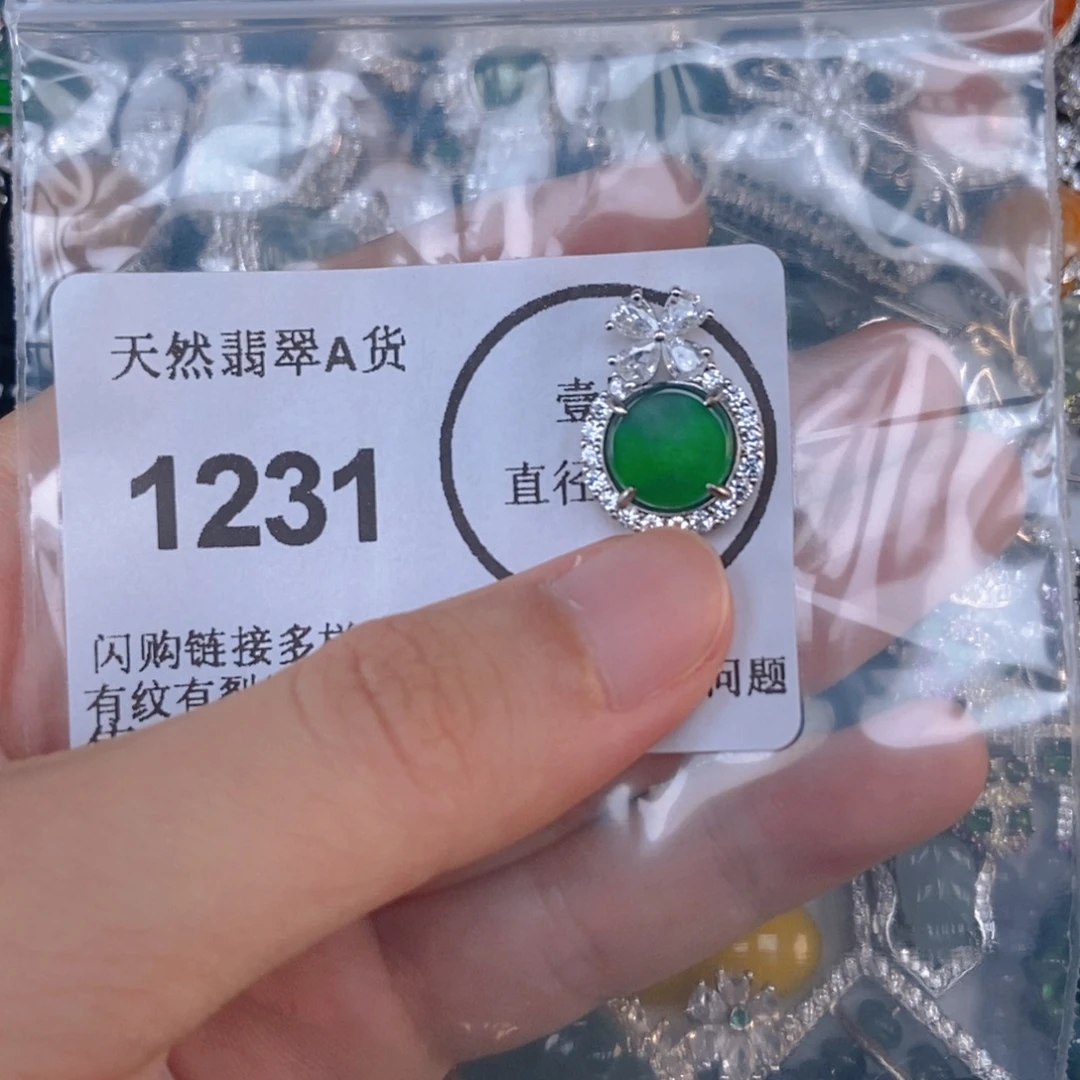 天然翡翠A货
1231
壹
直径
闪购链接多
有纹有裂
问题